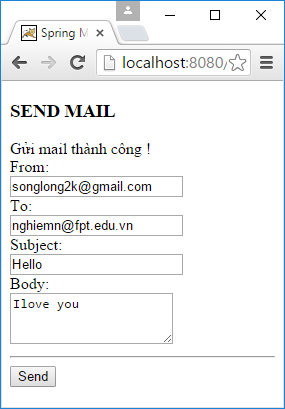 Spring M
localhost:8080/
SEND MAIL
Gửi mail thành công !
From:
songlong2k@gmail.com
To:
nghiemn@fpt.edu.vn
Subject:
Hello
Body:
Ilove you
Send